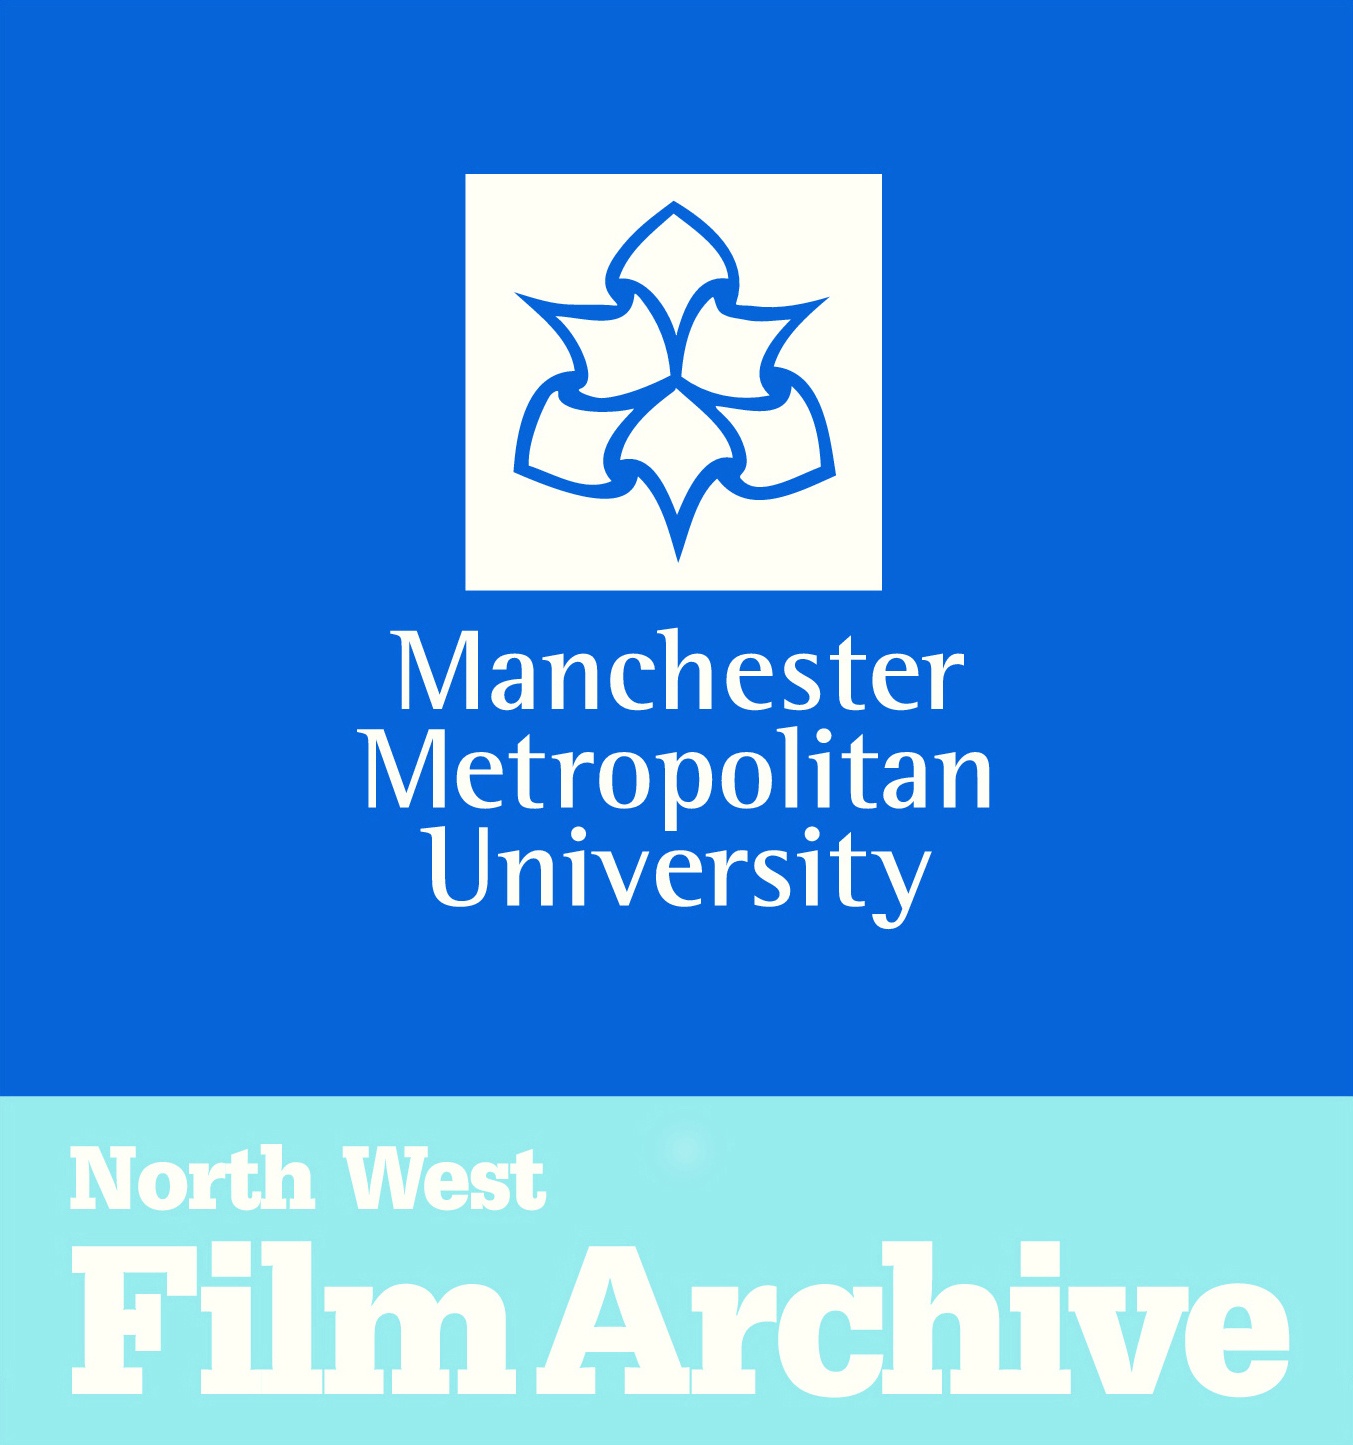 Manchester
Metropolitan
University
North West
Film Archive